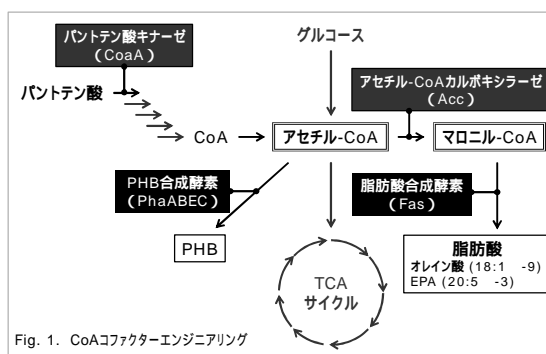 パントテン酸キナーゼ
(CoaA)
グルコース
アセチル-CoAカルボキシラーゼ
(Acc)
パントテン酸
CoA
アセチル-CoA
マロニル-CoA
PHB合成酵素
(PhaABEC)
脂肪酸合成酵素
(Fas)
PHB
TCA
サイクル
脂肪酸
オレイン酸 (18:1 -9)
EPA (20:5 -3)
Fig. 1. CoAコファクターエンジニアリング